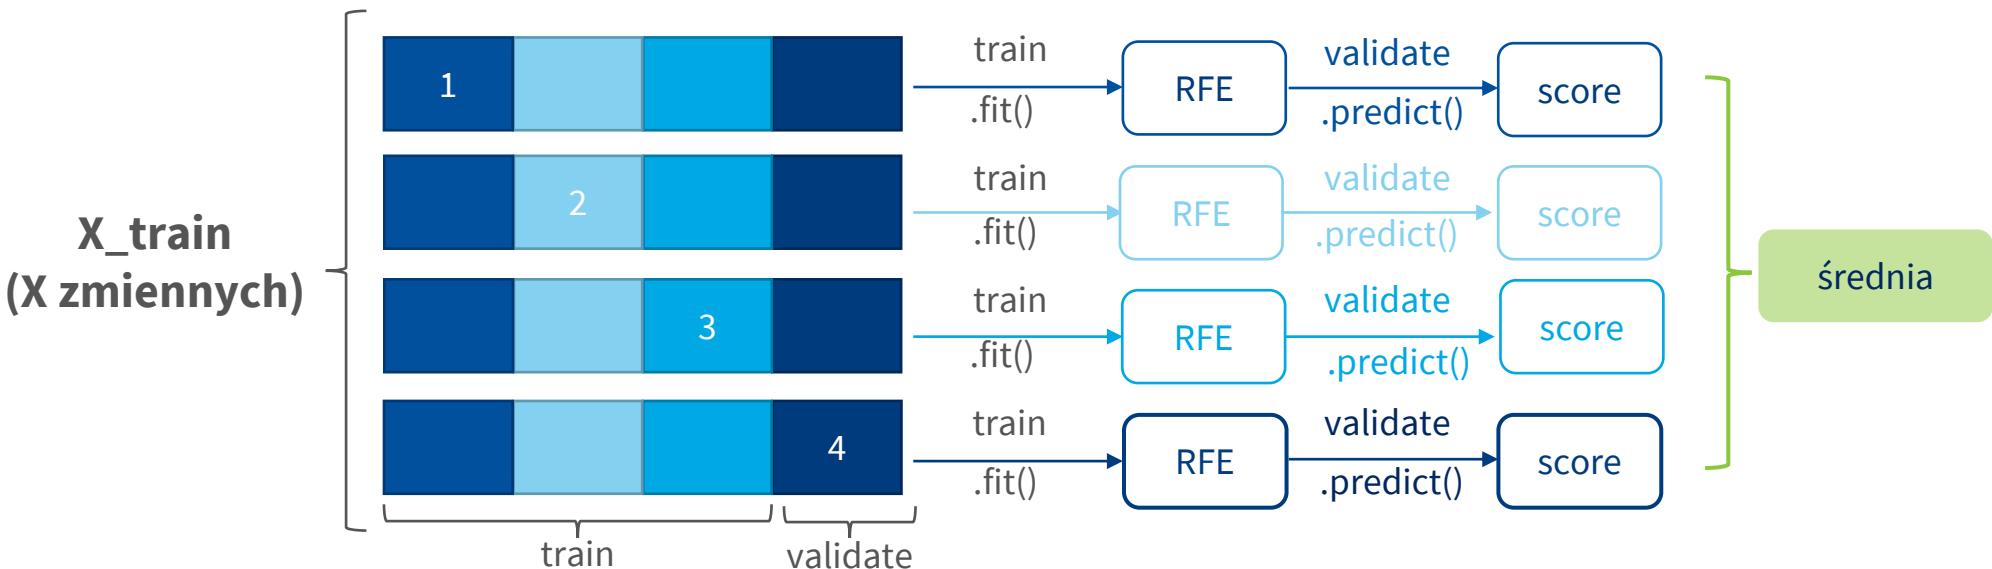 X_train
(X zmiennych)
1
train
.fit()
RFE
validate
.predict()
score
2
train
.fit()
RFE
validate
.predict()
score
3
train
.fit()
RFE
validate
.predict()
score
4
train
.fit()
RFE
validate
.predict()
score
train
validate
średnia